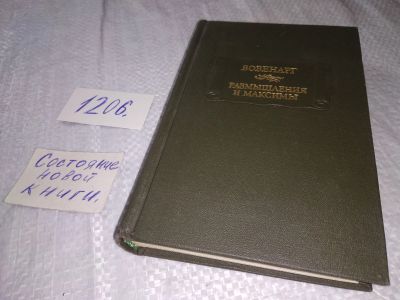 1206.
Состояние
новой
книги.
ВОВЕНАРГ
РАЗМЫШЛЕНИЯ
И МАКСИМЫ